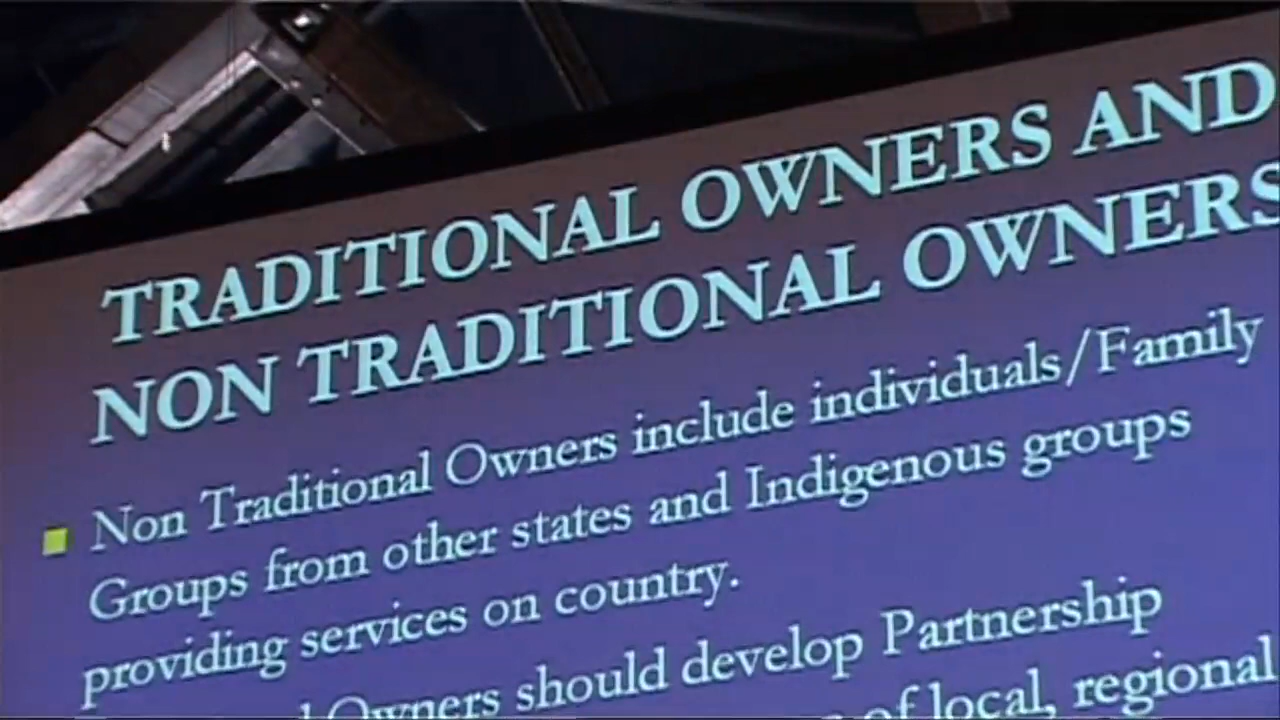 TRADITIONAL OWNERS AND
NON TRADITIONAL OWNERS
Non Traditional Owners include individuals/Family
Groups from other states and Indigenous groups
providing services on country.
Owners should develop Partnership
of local, regional